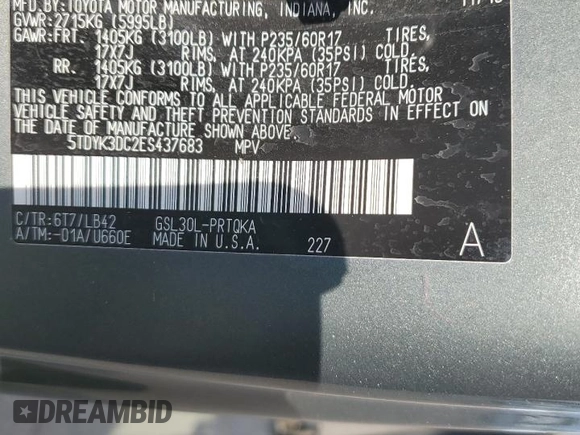 MFD.BY:TOYOTA MOTOR MANUFACTURING, INDIANA, INC.
GVWR:2715KG (5995LB)
GAWR:FRT. 1405KG (3100LB) WITH P235/60R17 TIRES,
17X7J RIMS, AT 240KPA (35PSI) COLD.
RR. 1405KG (3100LB) WITH P235/60R17 TIRES,
17X7J RIMS, AT 240KPA (35PSI) COLD.
THIS VEHICLE CONFORMS TO ALL APPLICABLE FEDERAL MOTOR
VEHICLE SAFETY AND THEFT PREVENTION STANDARDS IN EFFECT
ON THE DATE OF MANUFACTURE SHOWN ABOVE.
5TDYK3DC2ES437683 MPV
C/TR:6T7/LB42 GSL30L-PRTQKA
A/TM:-01A/U660E MADE IN U.S.A. 227 A
DREAMBID